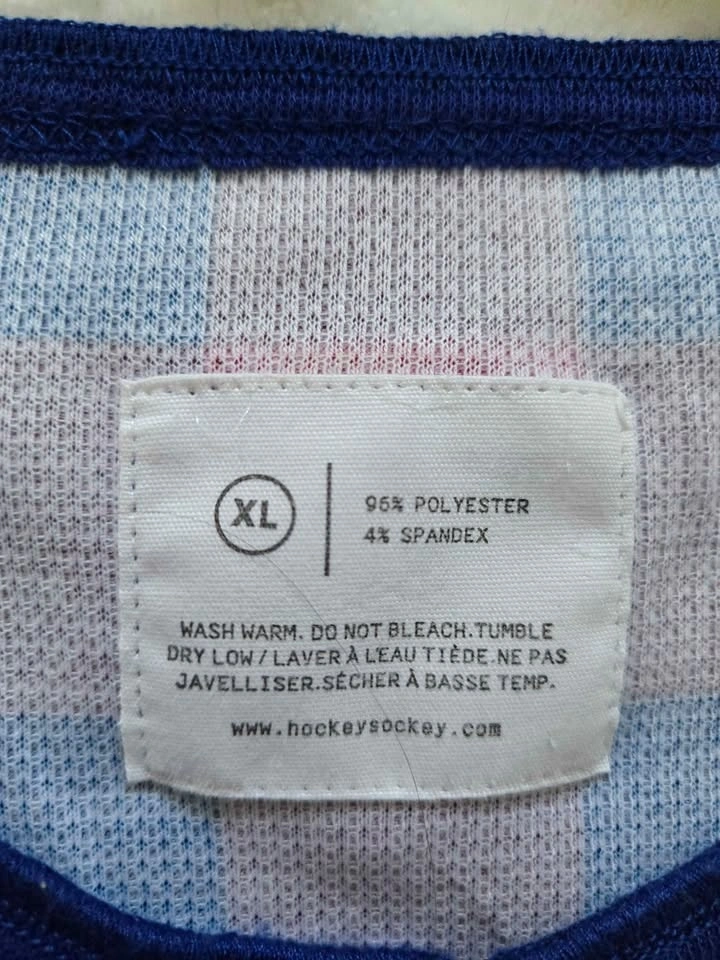 XL
96% POLYESTER
4% SPANDEX
WASH WARM. DO NOT BLEACH.TUMBLE
DRY LOW / LAVER À L'EAU TIÈDE.NE PAS
JAVELLISER.SÉCHER À BASSE TEMP.
www.hockeysockey.com